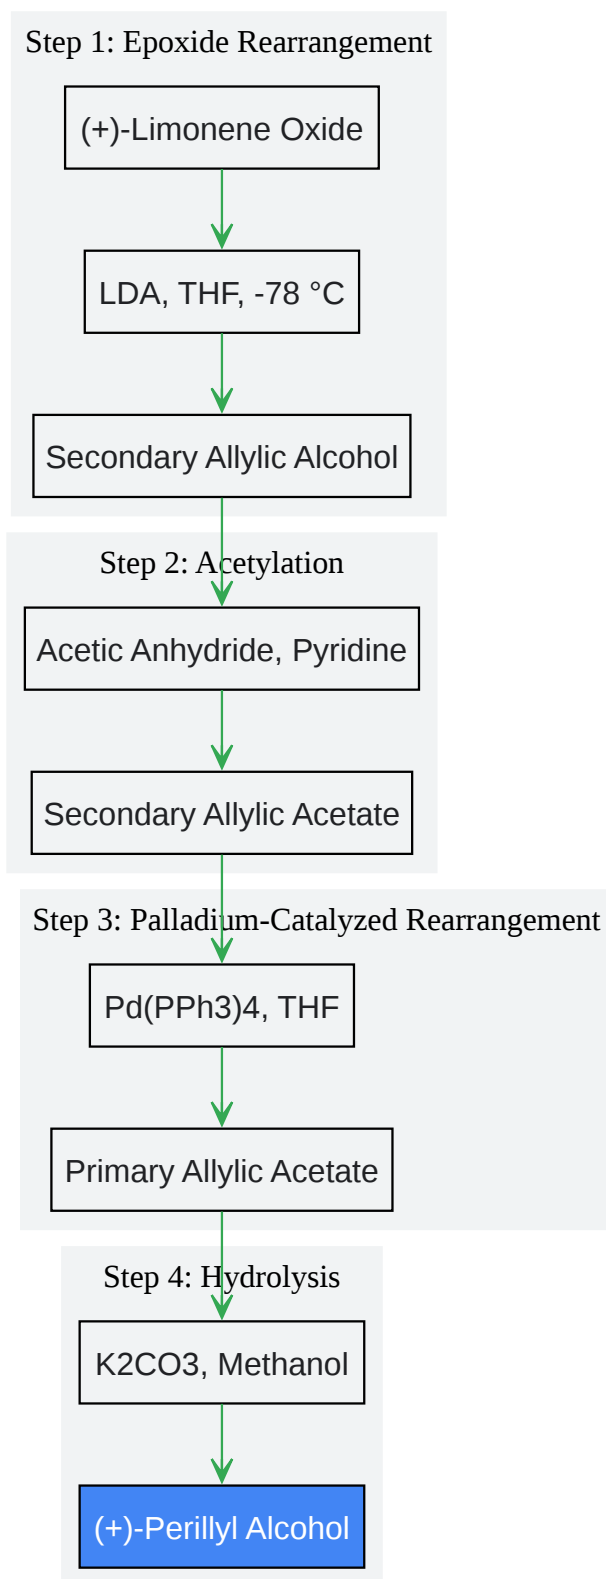 Step 1: Epoxide Rearrangement
(+)-Limonene Oxide
LDA, THF, -78 °C
Secondary Allylic Alcohol
Step 2: Acetylation
Acetic Anhydride, Pyridine
Secondary Allylic Acetate
Step 3: Palladium-Catalyzed Rearrangement
Pd(PPh3)4, THF
Primary Allylic Acetate
Step 4: Hydrolysis
K2CO3, Methanol
(+)-Perillyl Alcohol